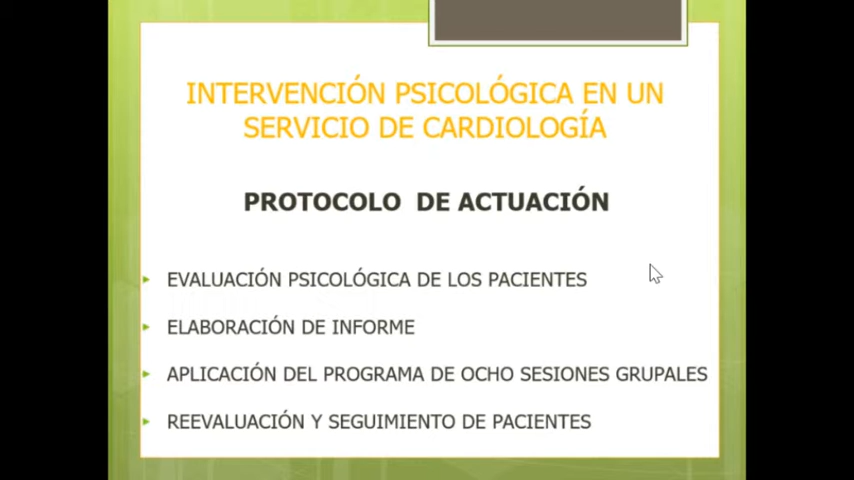 INTERVENCIÓN PSICOLÓGICA EN UN
SERVICIO DE CARDIOLOGÍA
PROTOCOLO DE ACTUACIÓN
EVALUACIÓN PSICOLÓGICA DE LOS PACIENTES
ELABORACIÓN DE INFORME
APLICACIÓN DEL PROGRAMA DE OCHO SESIONES GRUPALES
REEVALUACIÓN Y SEGUIMIENTO DE PACIENTES